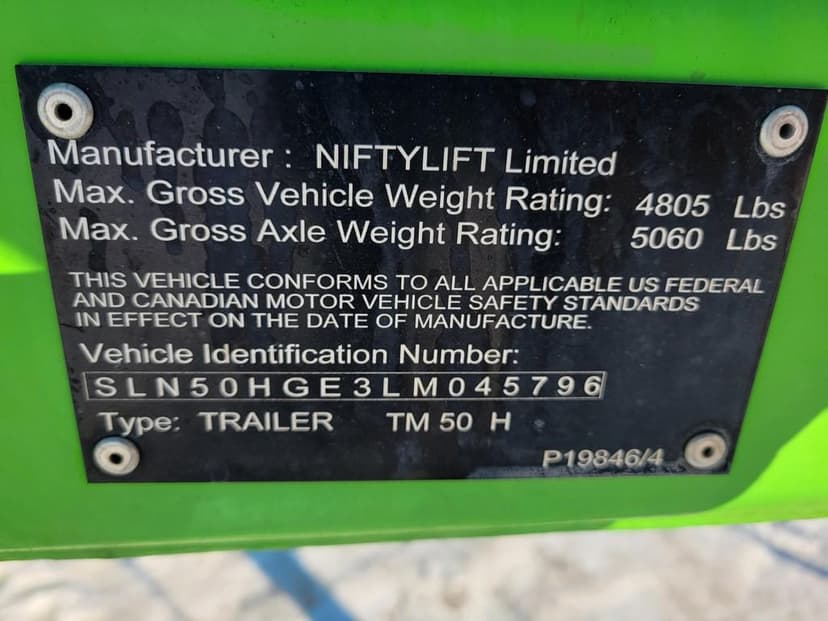 Manufacturer : NIFTYLIFT Limited
Max. Gross Vehicle Weight Rating: 4805 Lbs
Max. Gross Axle Weight Rating: 5060 Lbs
THIS VEHICLE CONFORMS TO ALL APPLICABLE US FEDERAL
AND CANADIAN MOTOR VEHICLE SAFETY STANDARDS
IN EFFECT ON THE DATE OF MANUFACTURE.
Vehicle Identification Number:
SLN50HGE3LM045796
Type: TRAILER TM 50 H
P19846/4